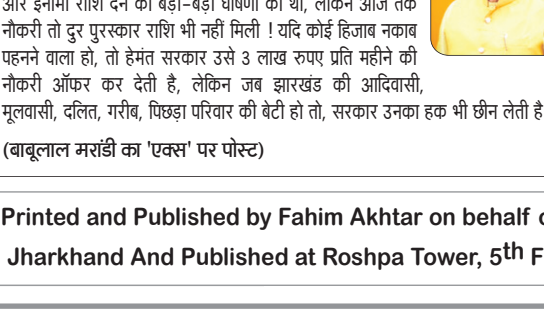 और इनामी राशि देने की बड़ी-बड़ी घोषणा की थी, लेकिन आज तक
नौकरी तो दुर पुरस्कार राशि भी नहीं मिली ! यदि कोई हिजाब नकाब
पहनने वाला हो, तो हेमंत सरकार उसे 3 लाख रुपए प्रति महीने की
नौकरी ऑफर कर देती है, लेकिन जब झारखंड की आदिवासी,
मूलवासी, दलित, गरीब, पिछड़ा परिवार की बेटी हो तो, सरकार उनका हक भी छीन लेती है
(बाबूलाल मरांडी का 'एक्स' पर पोस्ट)
Printed and Published by Fahim Akhtar on behalf
Jharkhand And Published at Roshpa Tower, 5th F